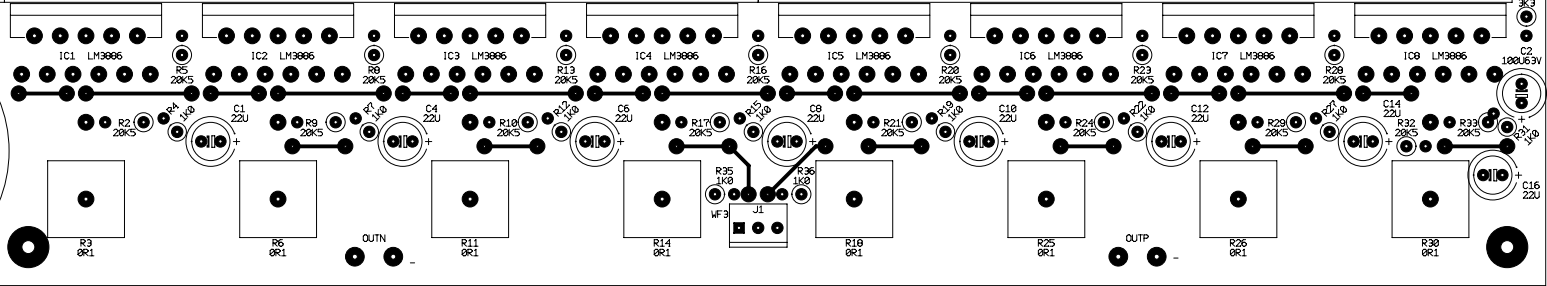 3K3
IC1 LM3886
R5
20K5
IC2 LM3886
R8
20K5
IC3 LM3886
R13
20K5
IC4 LM3886
R16
20K5
IC5 LM3886
R20
20K5
IC6 LM3886
R23
20K5
IC7 LM3886
R28
20K5
IC8 LM3886
C2
100U63V
R2
20K5
R4
1K0
C1
22U
+
R9
20K5
R7
1K0
C4
22U
+
R10
20K5
R12
1K0
C6
22U
+
R17
20K5
R15
1K0
C8
22U
+
R21
20K5
R19
1K0
C10
22U
+
R24
20K5
R22
1K0
C12
22U
+
R29
20K5
R27
1K0
C14
22U
+
R32
20K5
R33
20K5
+
R31
1K0
R35
1K0
R36
1K0
+
C16
22U
WF3
J1
R3
0R1
R6
0R1
OUTN
-
R11
0R1
R14
0R1
R18
0R1
R25
0R1
OUTP
-
R26
0R1
R30
0R1